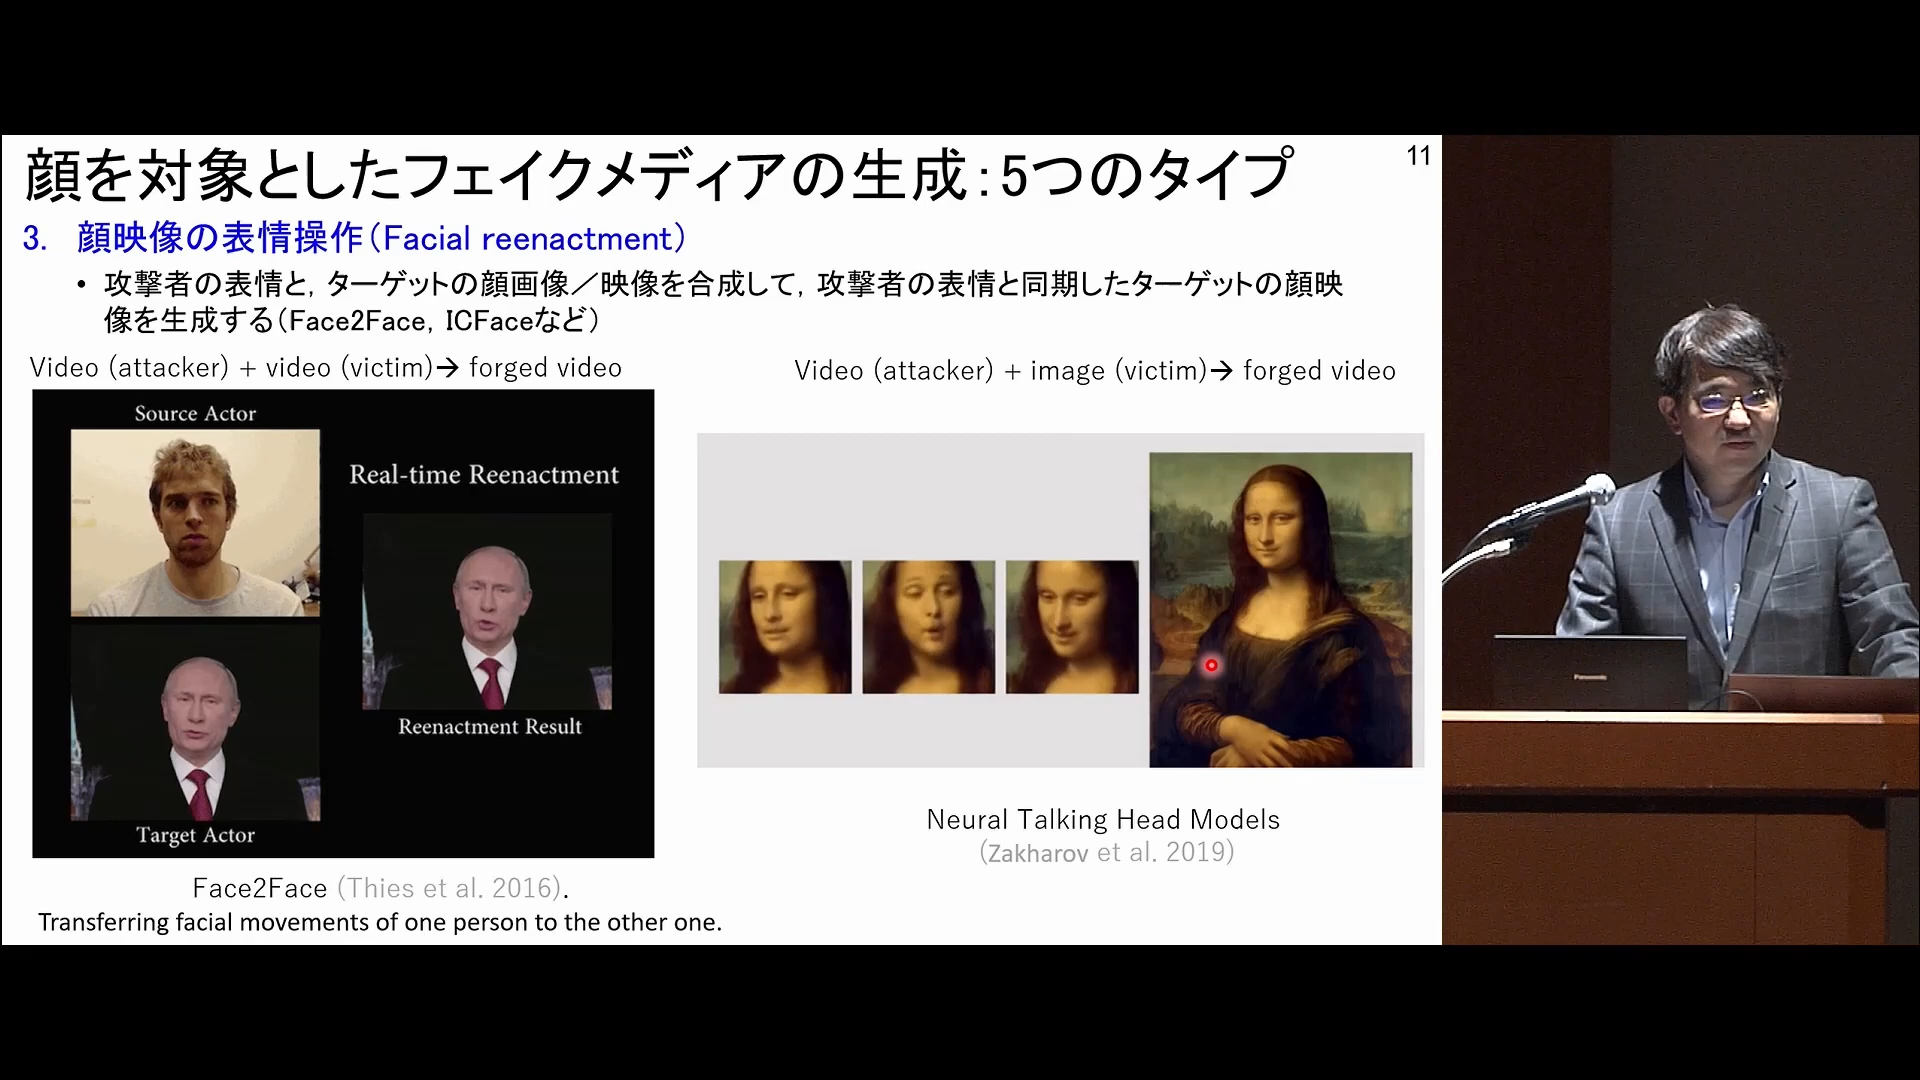 顔を対象としたフェイクメディアの生成：5つのタイプ
11
3. 顔映像の表情操作（Facial reenactment）
• 攻撃者の表情と，ターゲットの顔画像／映像を合成して，攻撃者の表情と同期したターゲットの顔映
像を生成する（Face2Face，ICFaceなど）
Video (attacker) + video (victim)→ forged video
Source Actor
Real-time Reenactment
Reenactment Result
Target Actor
Face2Face (Thies et al. 2016).
Transferring facial movements of one person to the other one.
Video (attacker) + image (victim)→ forged video
Neural Talking Head Models
(Zakharov et al. 2019)
Panasonic